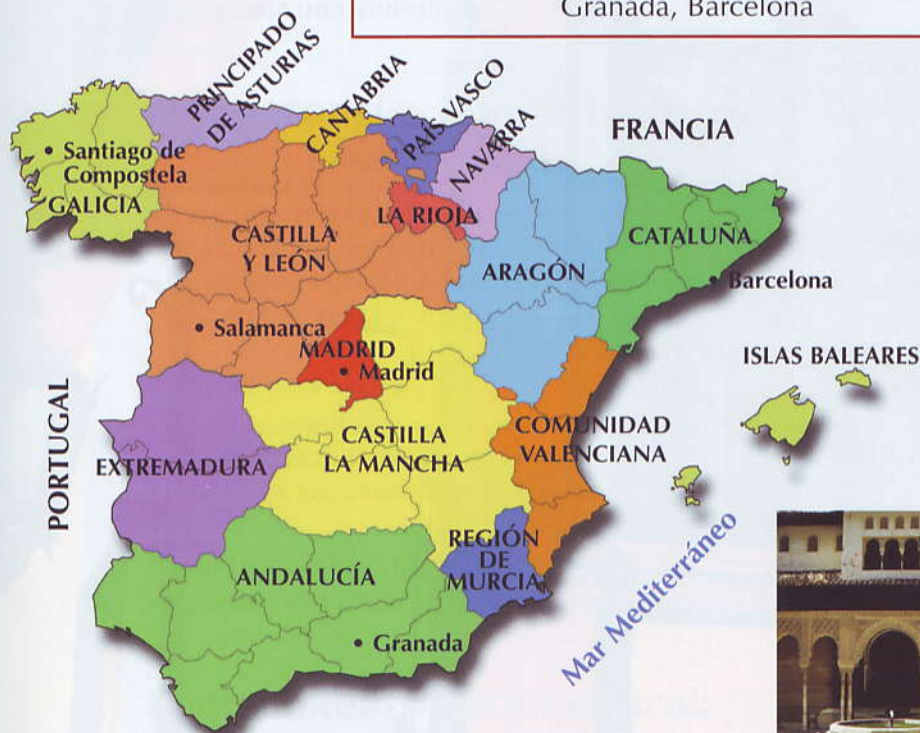 Granada, Barcelona
PRINCIPADO
DE ASTURIAS
CANTABRIA
PAÍS VASCO
NAVARRA
FRANCIA
• Santiago de
Compostela
GALICIA
LA RIOJA
CASTILLA
Y LEÓN
ARAGÓN
CATALUÑA
• Barcelona
• Salamanca
MADRID
• Madrid
ISLAS BALEARES
PORTUGAL
EXTREMADURA
CASTILLA
LA MANCHA
COMUNIDAD
VALENCIANA
REGIÓN
DE
MURCIA
ANDALUCÍA
• Granada
Mar Mediterráneo